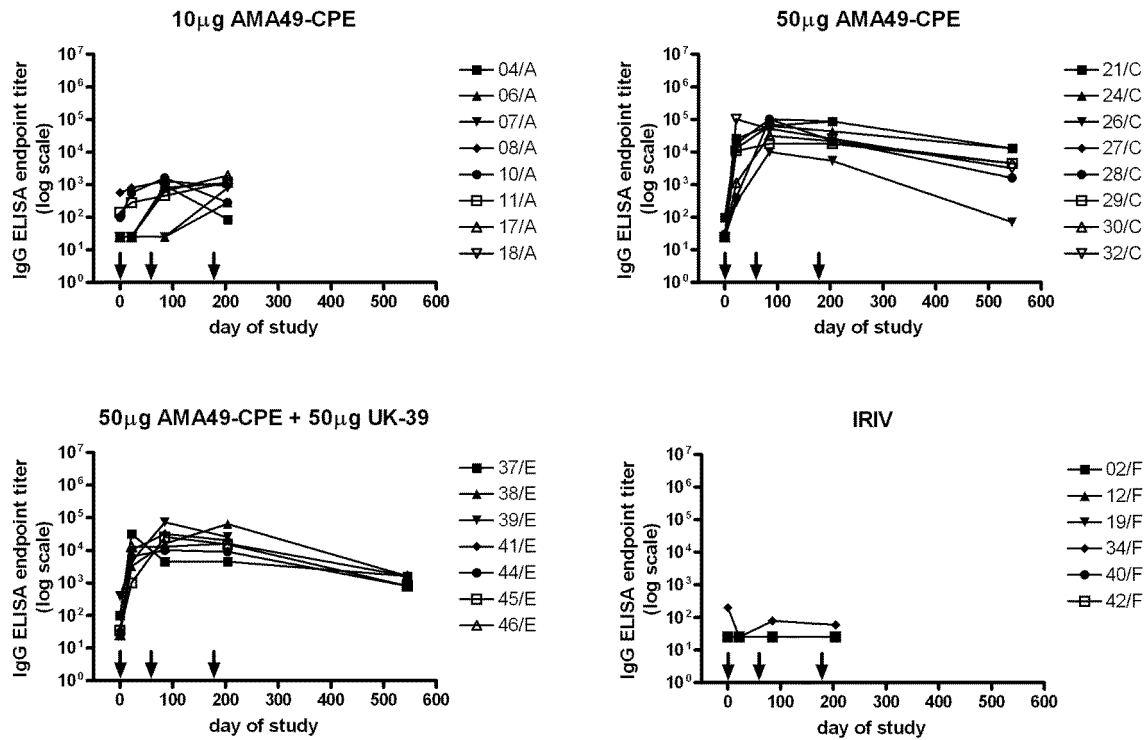 10μg AMA49-CPE
IgG ELISA endpoint titer
(log scale)
10⁷
10⁶
10⁵
10⁴
10³
10²
10¹
10⁰
0 100 200 300 400 500 600
day of study
04/A
06/A
07/A
08/A
10/A
11/A
17/A
18/A
50μg AMA49-CPE
IgG ELISA endpoint titer
(log scale)
10⁷
10⁶
10⁵
10⁴
10³
10²
10¹
10⁰
0 100 200 300 400 500 600
day of study
21/C
24/C
26/C
27/C
28/C
29/C
30/C
32/C
50μg AMA49-CPE + 50μg UK-39
IgG ELISA endpoint titer
(log scale)
10⁷
10⁶
10⁵
10⁴
10³
10²
10¹
10⁰
0 100 200 300 400 500 600
day of study
37/E
38/E
39/E
41/E
44/E
45/E
46/E
IRIV
IgG ELISA endpoint titer
(log scale)
10⁷
10⁶
10⁵
10⁴
10³
10²
10¹
10⁰
0 100 200 300 400 500 600
day of study
02/F
12/F
19/F
34/F
40/F
42/F